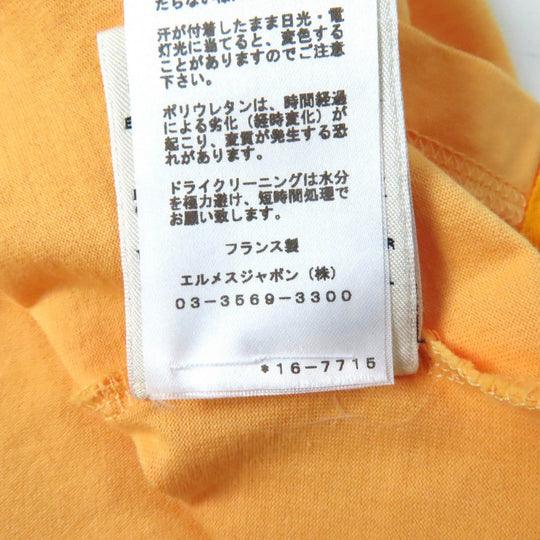 たらない
汗が付着したまま日光・電
灯光に当てると、変色する
ことがありますのでご注意
下さい。
ポリウレタンは、時間経過
による劣化（経時変化）が
起こり、変質が発生する恐
れがあります。
ドライクリーニングは水分
を極力避け、短時間処理で
お願い致します。
フランス製
エルメスジャポン（株）
03-3569-3300
*16-7715